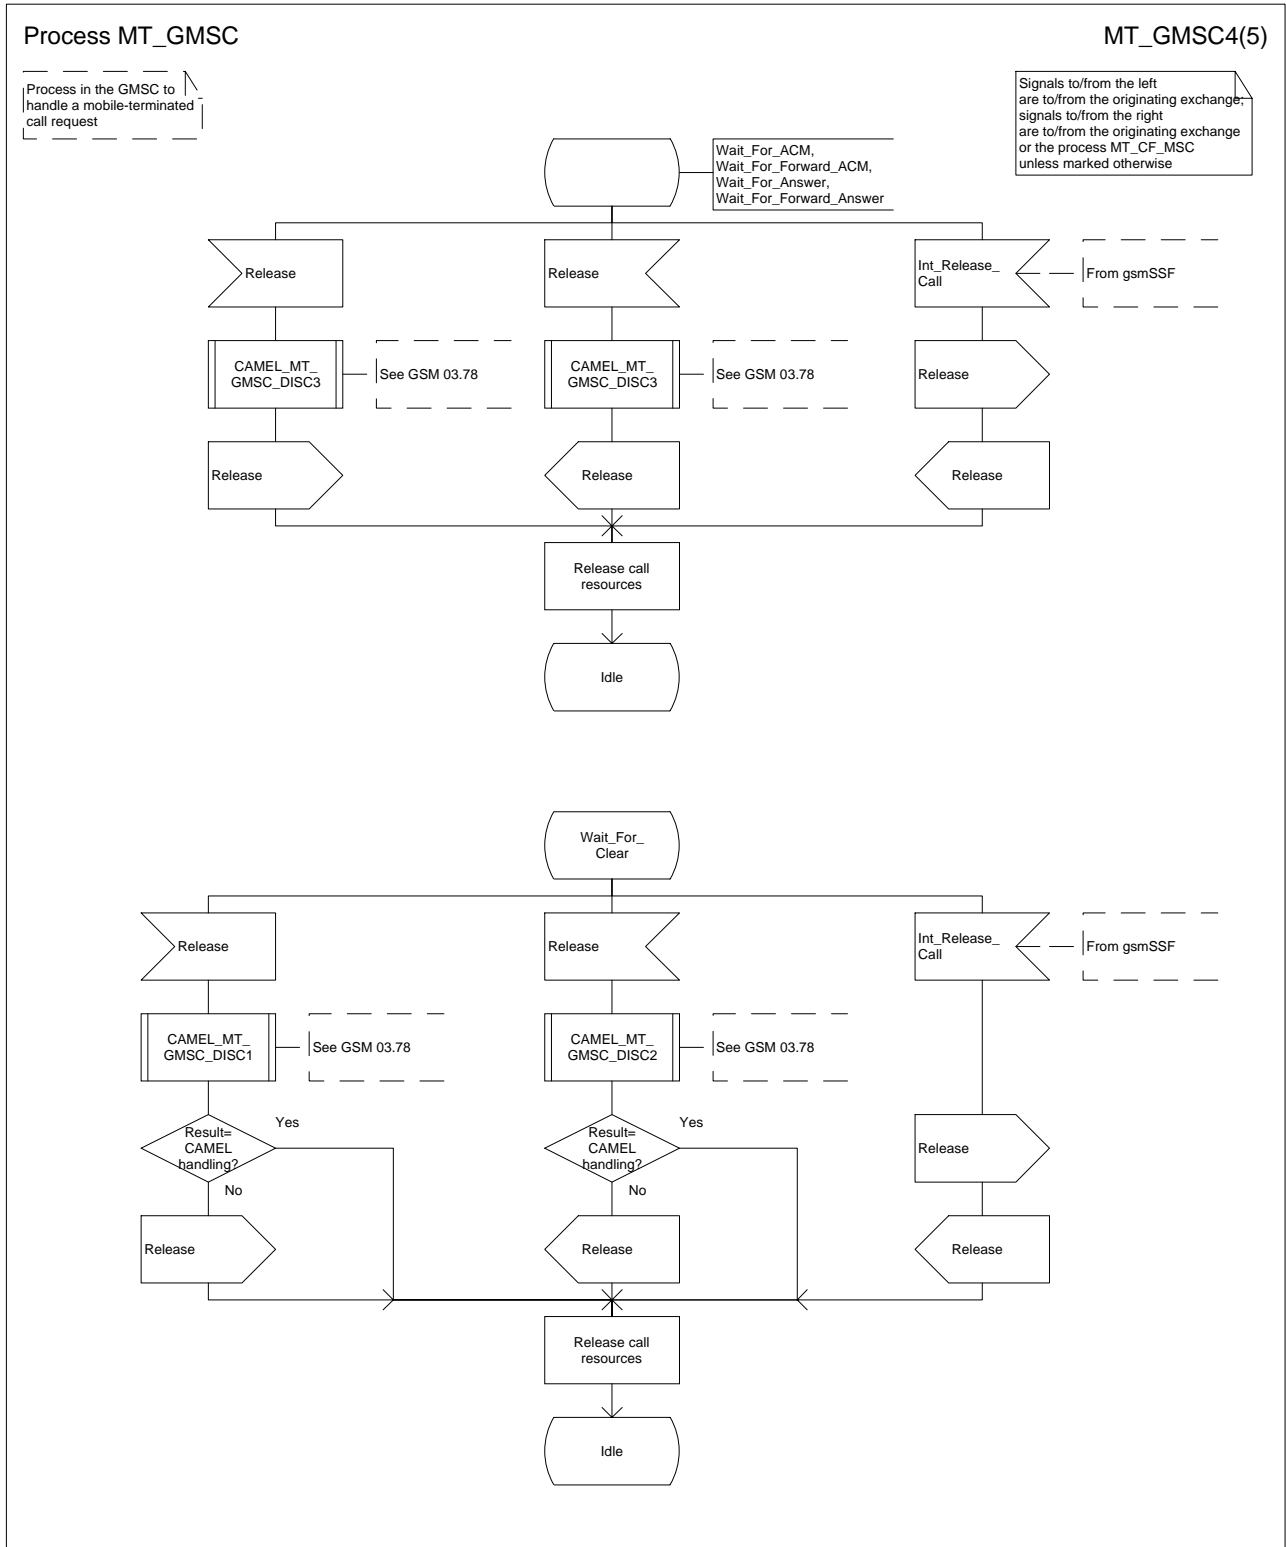 Process MT_GMSC
MT_GMSC4(5)
Process in the GMSC to
handle a mobile-terminated
call request
Signals to/from the left
are to/from the originating exchange;
signals to/from the right
are to/from the originating exchange
or the process MT_CF_MSC
unless marked otherwise
Wait_For_ACM,
Wait_For_Forward_ACM,
Wait_For_Answer,
Wait_For_Forward_Answer
Release
Release
Int_Release_
Call
From gsmSSF
CAMEL_MT_
GMSC_DISC3
See GSM 03.78
CAMEL_MT_
GMSC_DISC3
See GSM 03.78
Release
Release
Release
Release
Release call
resources
Idle
Wait_For_
Clear
Release
Release
Int_Release_
Call
From gsmSSF
CAMEL_MT_
GMSC_DISC1
See GSM 03.78
CAMEL_MT_
GMSC_DISC2
See GSM 03.78
Result=
CAMEL
handling?
Yes
No
Result=
CAMEL
handling?
Yes
No
Release
Release
Release
Release
Release call
resources
Idle